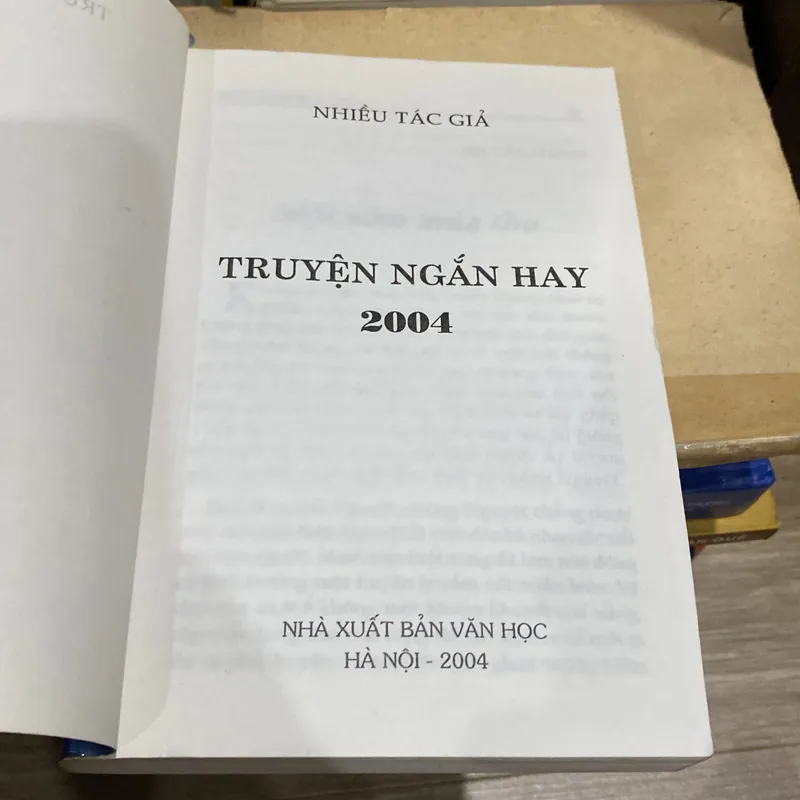 NHIỀU TÁC GIẢ
TRUYỆN NGẮN HAY
2004
NHÀ XUẤT BẢN VĂN HỌC
HÀ NỘI - 2004